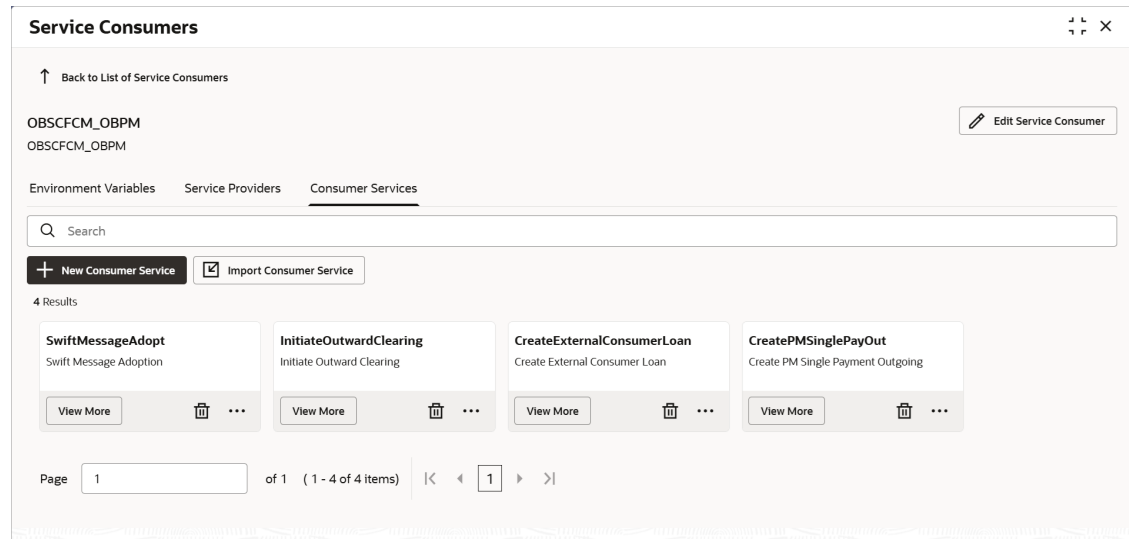 Service Consumers
Back to List of Service Consumers
OBSCFCM_OBPM
Edit Service Consumer
OBSCFCM_OBPM
Environment Variables Service Providers Consumer Services
Search
New Consumer Service Import Consumer Service
4 Results
SwiftMessageAdopt InitiateOutwardClearing CreateExternalConsumerLoan CreatePMSinglePayOut
Swift Message Adoption Initiate Outward Clearing Create External Consumer Loan Create PM Single Payment Outgoing
View More View More View More View More
Page 1 of 1 ( 1 - 4 of 4 items) 1